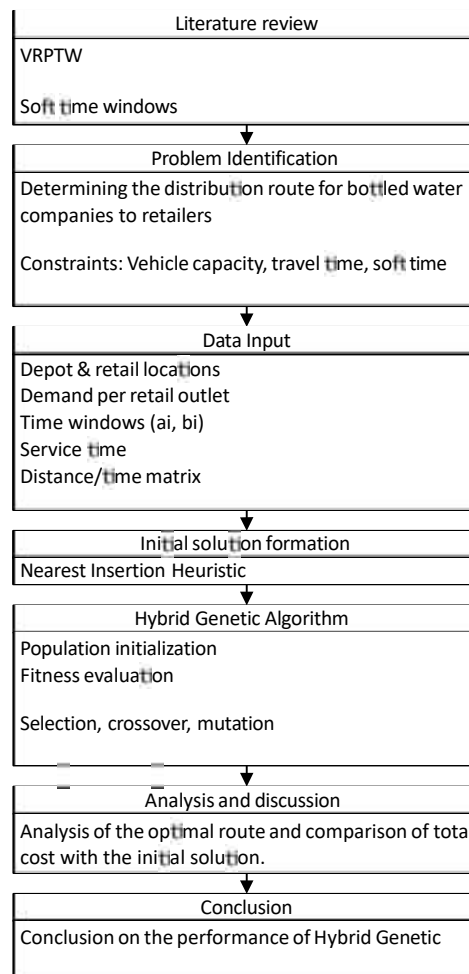 Literature review
VRPTW
Soft time windows
Problem Identification
Determining the distribution route for bottled water
companies to retailers
Constraints: Vehicle capacity, travel time, soft time
Data Input
Depot & retail locations
Demand per retail outlet
Time windows (ai, bi)
Service time
Distance/time matrix
Initial solution formation
Nearest Insertion Heuristic
Hybrid Genetic Algorithm
Population initialization
Fitness evaluation
Selection, crossover, mutation
Analysis and discussion
Analysis of the optimal route and comparison of total
cost with the initial solution.
Conclusion
Conclusion on the performance of Hybrid Genetic